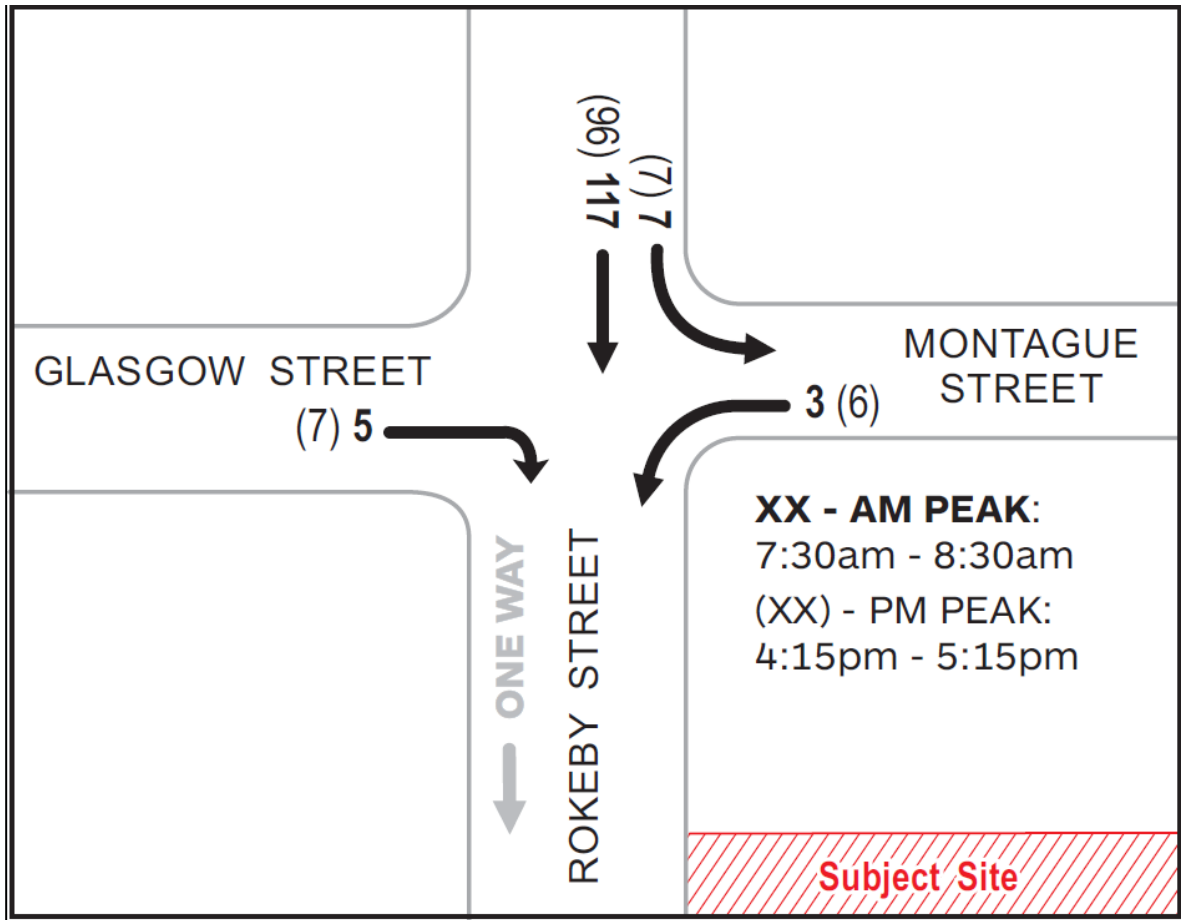 (96) 117
(7) 7
GLASGOW STREET
(7) 5
MONTAGUE
STREET
3 (6)
ONE WAY
ROKEBY STREET
XX - AM PEAK:
7:30am - 8:30am
(XX) - PM PEAK:
4:15pm - 5:15pm
Subject Site